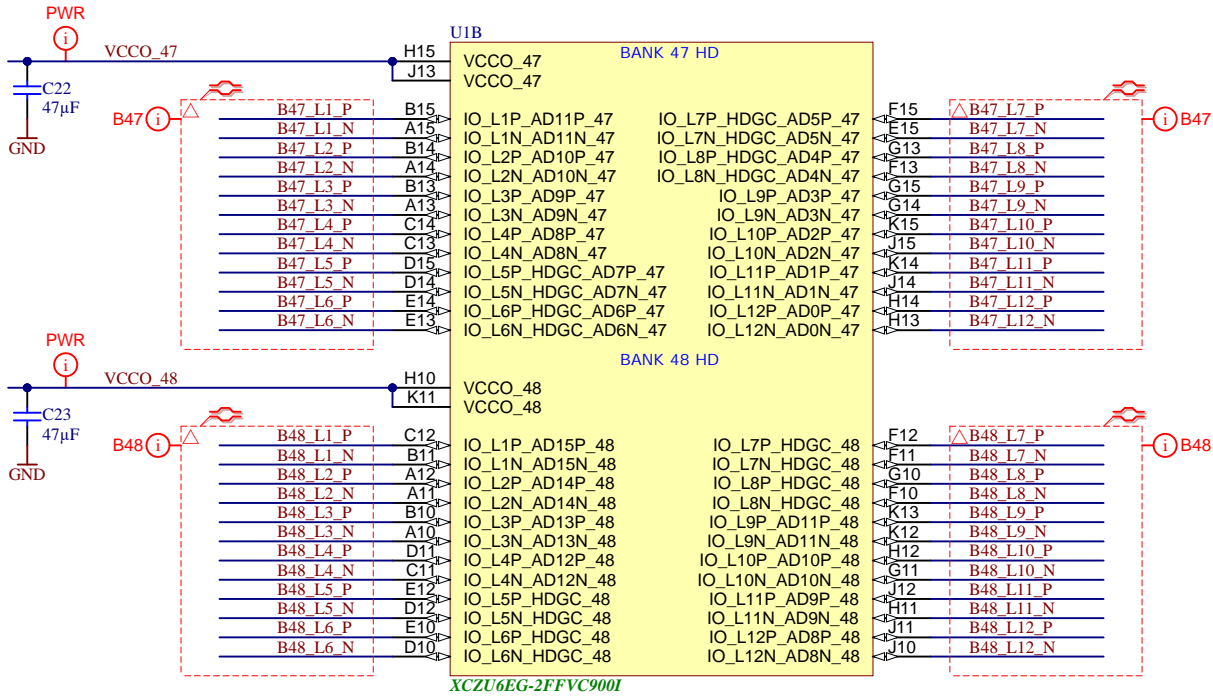 PWR
i
VCCO_47
C22
47µF
GND
B47 i
B47_L1_P
B47_L1_N
B47_L2_P
B47_L2_N
B47_L3_P
B47_L3_N
B47_L4_P
B47_L4_N
B47_L5_P
B47_L5_N
B47_L6_P
B47_L6_N
U1B
BANK 47 HD
H15 VCCO_47
J13 VCCO_47
B15 IO_L1P_AD11P_47
A15 IO_L1N_AD11N_47
B14 IO_L2P_AD10P_47
A14 IO_L2N_AD10N_47
B13 IO_L3P_AD9P_47
A13 IO_L3N_AD9N_47
C14 IO_L4P_AD8P_47
C13 IO_L4N_AD8N_47
D15 IO_L5P_HDGC_AD7P_47
D14 IO_L5N_HDGC_AD7N_47
E14 IO_L6P_HDGC_AD6P_47
E13 IO_L6N_HDGC_AD6N_47
IO_L7P_HDGC_AD5P_47 F15
IO_L7N_HDGC_AD5N_47 E15
IO_L8P_HDGC_AD4P_47 G13
IO_L8N_HDGC_AD4N_47 F13
IO_L9P_AD3P_47 G15
IO_L9N_AD3N_47 G14
IO_L10P_AD2P_47 K15
IO_L10N_AD2N_47 J15
IO_L11P_AD1P_47 K14
IO_L11N_AD1N_47 J14
IO_L12P_AD0P_47 H14
IO_L12N_AD0N_47 H13
B47_L7_P
B47_L7_N
B47_L8_P
B47_L8_N
B47_L9_P
B47_L9_N
B47_L10_P
B47_L10_N
B47_L11_P
B47_L11_N
B47_L12_P
B47_L12_N
i B47
PWR
i
VCCO_48
C23
47µF
GND
B48 i
B48_L1_P
B48_L1_N
B48_L2_P
B48_L2_N
B48_L3_P
B48_L3_N
B48_L4_P
B48_L4_N
B48_L5_P
B48_L5_N
B48_L6_P
B48_L6_N
BANK 48 HD
H10 VCCO_48
K11 VCCO_48
C12 IO_L1P_AD15P_48
B11 IO_L1N_AD15N_48
A12 IO_L2P_AD14P_48
A11 IO_L2N_AD14N_48
B10 IO_L3P_AD13P_48
A10 IO_L3N_AD13N_48
D11 IO_L4P_AD12P_48
C11 IO_L4N_AD12N_48
E12 IO_L5P_HDGC_48
D12 IO_L5N_HDGC_48
E10 IO_L6P_HDGC_48
D10 IO_L6N_HDGC_48
IO_L7P_HDGC_48 F12
IO_L7N_HDGC_48 F11
IO_L8P_HDGC_48 G10
IO_L8N_HDGC_48 F10
IO_L9P_AD11P_48 K13
IO_L9N_AD11N_48 K12
IO_L10P_AD10P_48 H12
IO_L10N_AD10N_48 G11
IO_L11P_AD9P_48 J12
IO_L11N_AD9N_48 H11
IO_L12P_AD8P_48 J11
IO_L12N_AD8N_48 J10
B48_L7_P
B48_L7_N
B48_L8_P
B48_L8_N
B48_L9_P
B48_L9_N
B48_L10_P
B48_L10_N
B48_L11_P
B48_L11_N
B48_L12_P
B48_L12_N
i B48
XCZU6EG-2FFVC900I